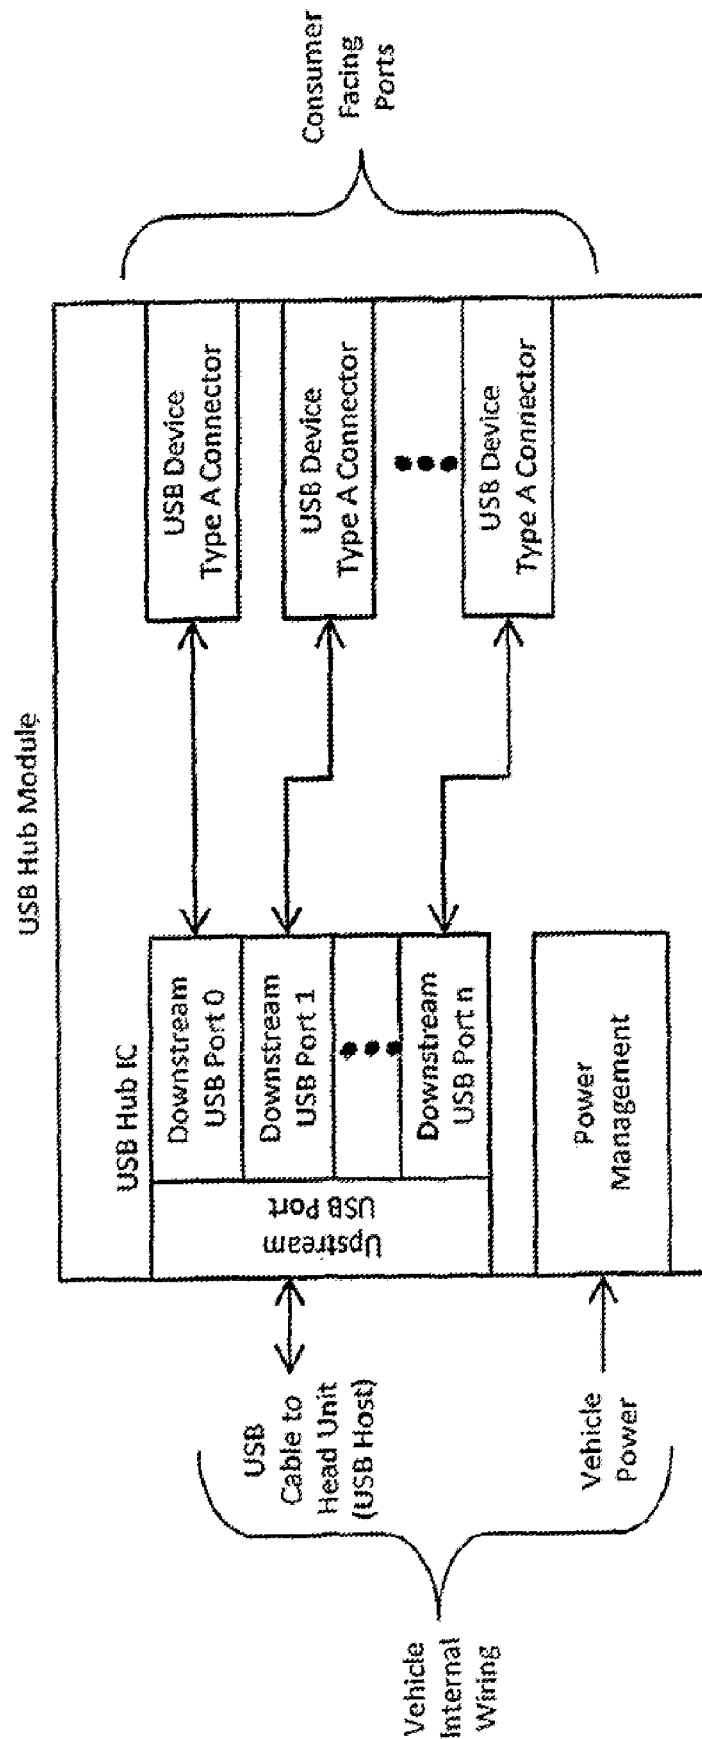 USB Hub Module
USB Hub IC
Upstream
USB Port
Downstream
USB Port 0
Downstream
USB Port 1
•••
Downstream
USB Port n
Power
Management
USB Device
Type A Connector
USB Device
Type A Connector
•••
USB Device
Type A Connector
Consumer
Facing
Ports
USB
Cable to
Head Unit
(USB Host)
Vehicle
Power
Vehicle
Internal
Wiring